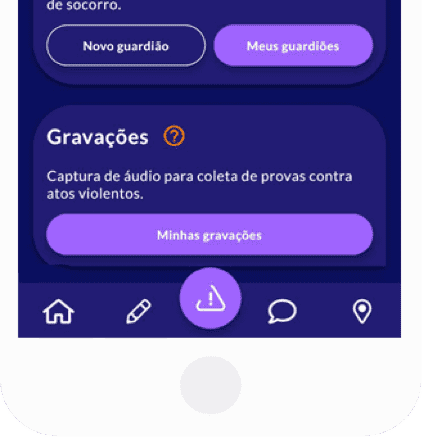 de socorro.
Novo guardião
Meus guardiões
Gravações ?
Captura de áudio para coleta de provas contra
atos violentos.
Minhas gravações